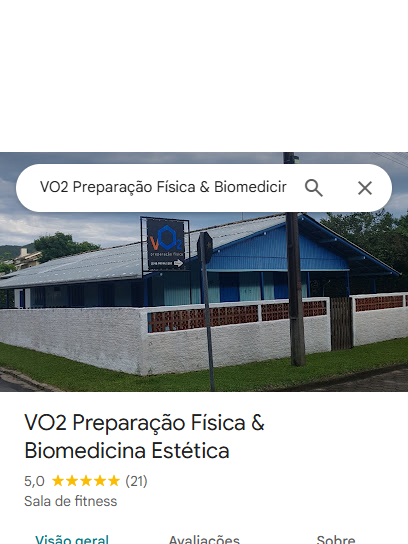 VO2 Preparação Física & Biomedicir
VO2
VO2 Preparação Física &
Biomedicina Estética
5,0 (21)
Sala de fitness
Visão geral Avaliações Sobre